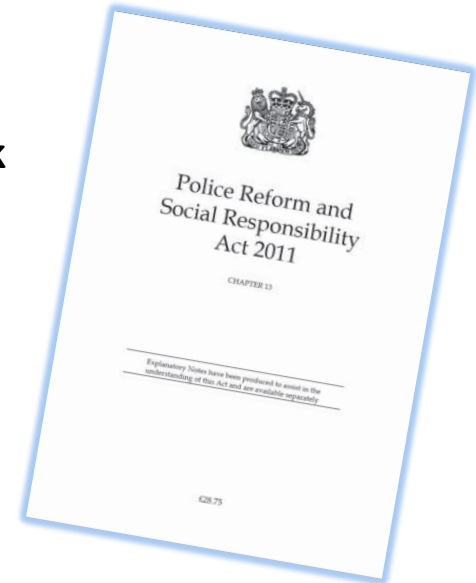 k
Police Reform and
Social Responsibility
Act 2011
CHAPTER 13
Explanatory Notes have been produced to assist in the
understanding of this Act and are available separately
£28.75